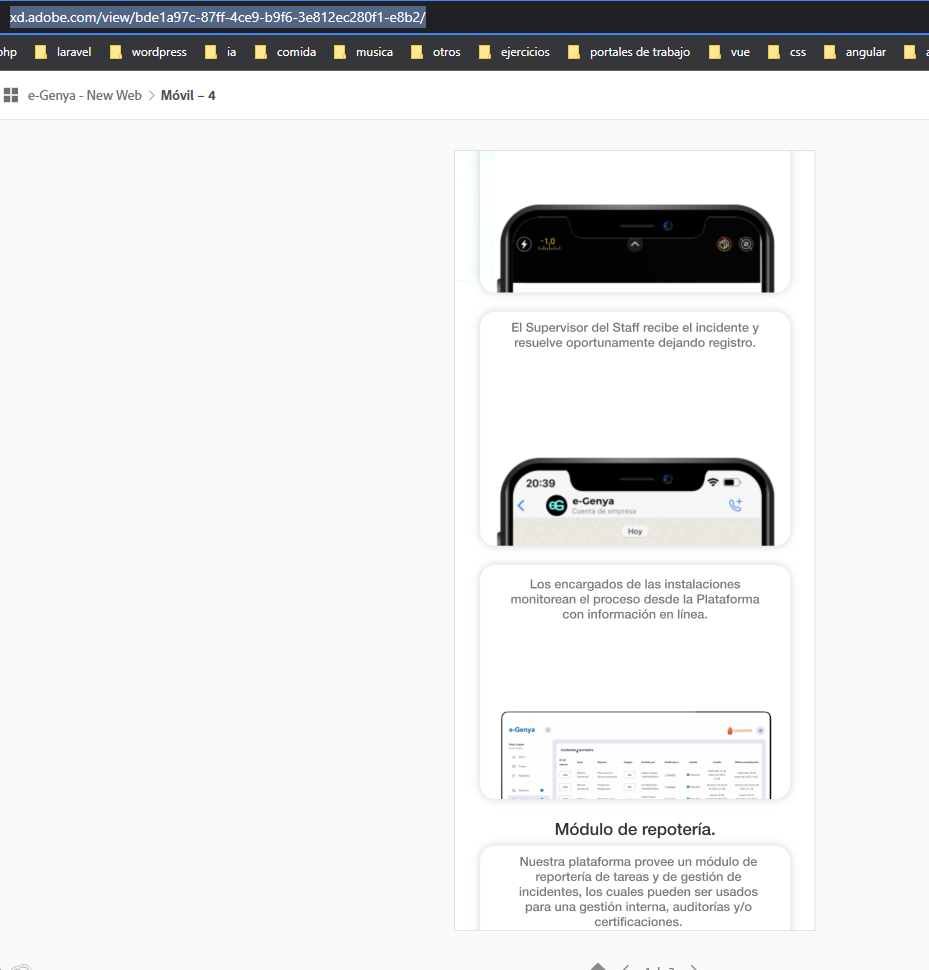 xd.adobe.com/view/bde1a97c-87ff-4ce9-b9f6-3e812ec280f1-e8b2/
php laravel wordpress ia comida musica otros ejercicios portales de trabajo vue css angular
e-Genya - New Web > Móvil – 4
-1,0
El Supervisor del Staff recibe el incidente y
resuelve oportunamente dejando registro.
20:39
e-Genya
Cuenta de empresa
Hoy
Los encargados de las instalaciones
monitorean el proceso desde la Plataforma
con información en línea.
e-Genya
Incidentes reportados
Módulo de repotería.
Nuestra plataforma provee un módulo de
reportería de tareas y de gestión de
incidentes, los cuales pueden ser usados
para una gestión interna, auditorías y/o
certificaciones.